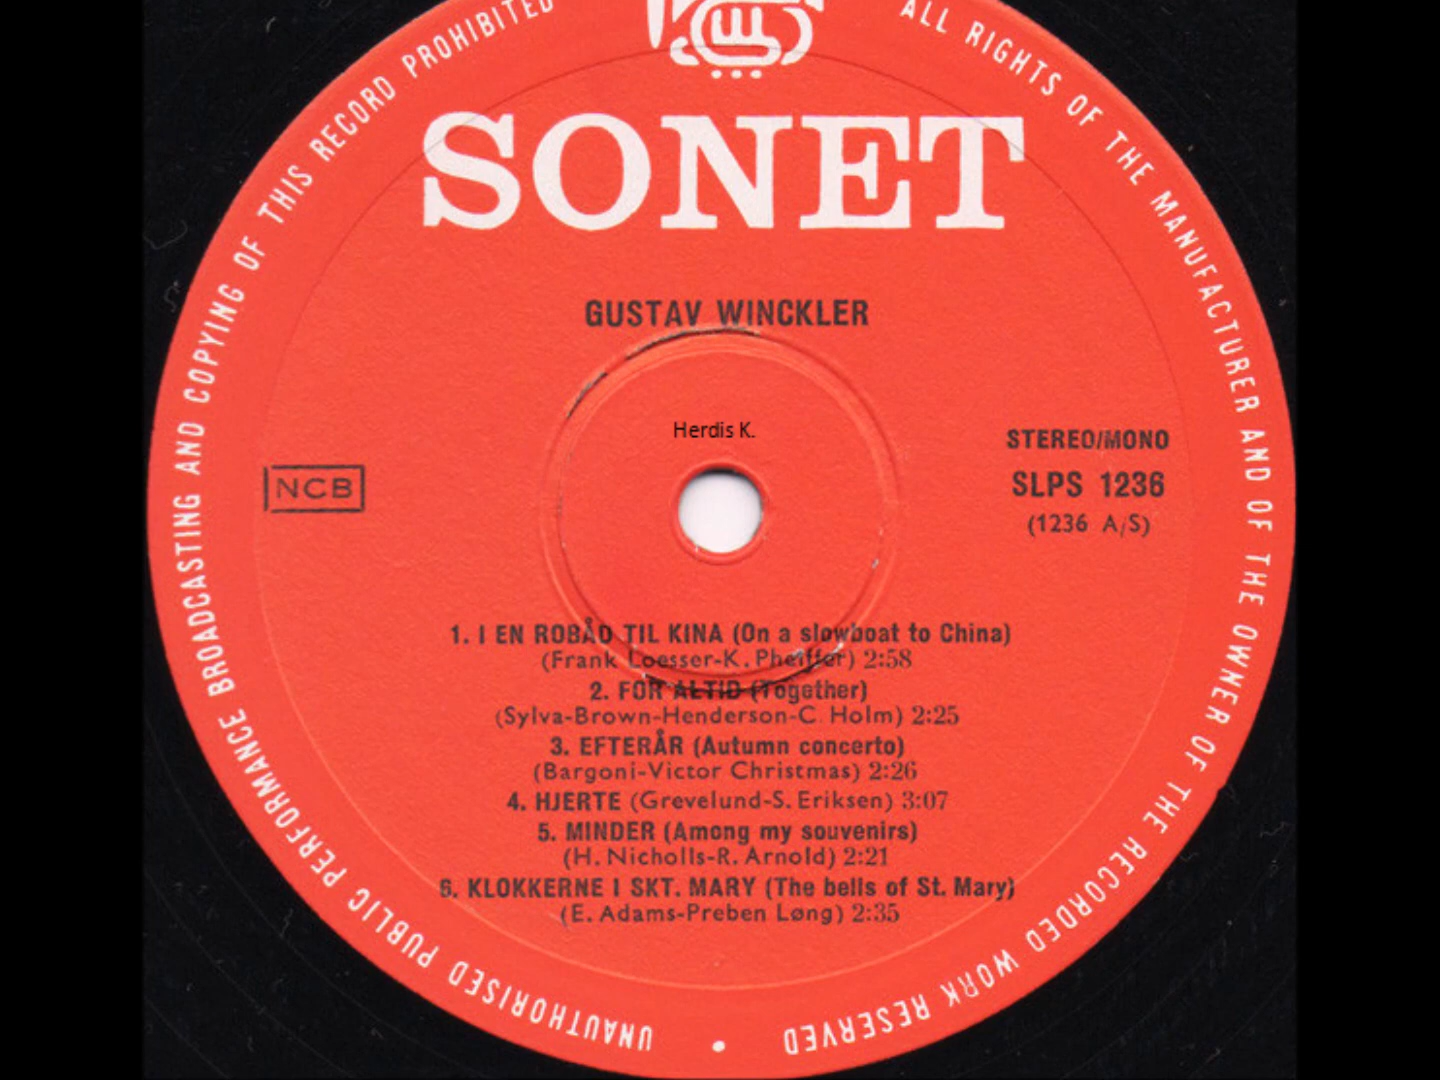 UNAUTHORISED PUBLIC PERFORMANCE BROADCASTING AND COPYING OF THIS RECORD PROHIBITED
ALL RIGHTS OF THE MANUFACTURER AND OF THE OWNER OF THE RECORDED WORK RESERVED
SONET
GUSTAV WINCKLER
Herdis K.
NCB
STEREO/MONO
SLPS 1236
(1236 A/S)
1. I EN ROBÅD TIL KINA (On a slowboat to China)
(Frank Loesser-K. Pheiffer) 2:58
2. FOR ALTID (Together)
(Sylva-Brown-Henderson-C. Holm) 2:25
3. EFTERÅR (Autumn concerto)
(Bargoni-Victor Christmas) 2:26
4. HJERTE (Grevelund-S. Eriksen) 3:07
5. MINDER (Among my souvenirs)
(H. Nicholls-R. Arnold) 2:21
6. KLOKKERNE I SKT. MARY (The bells of St. Mary)
(E. Adams-Preben Løng) 2:35